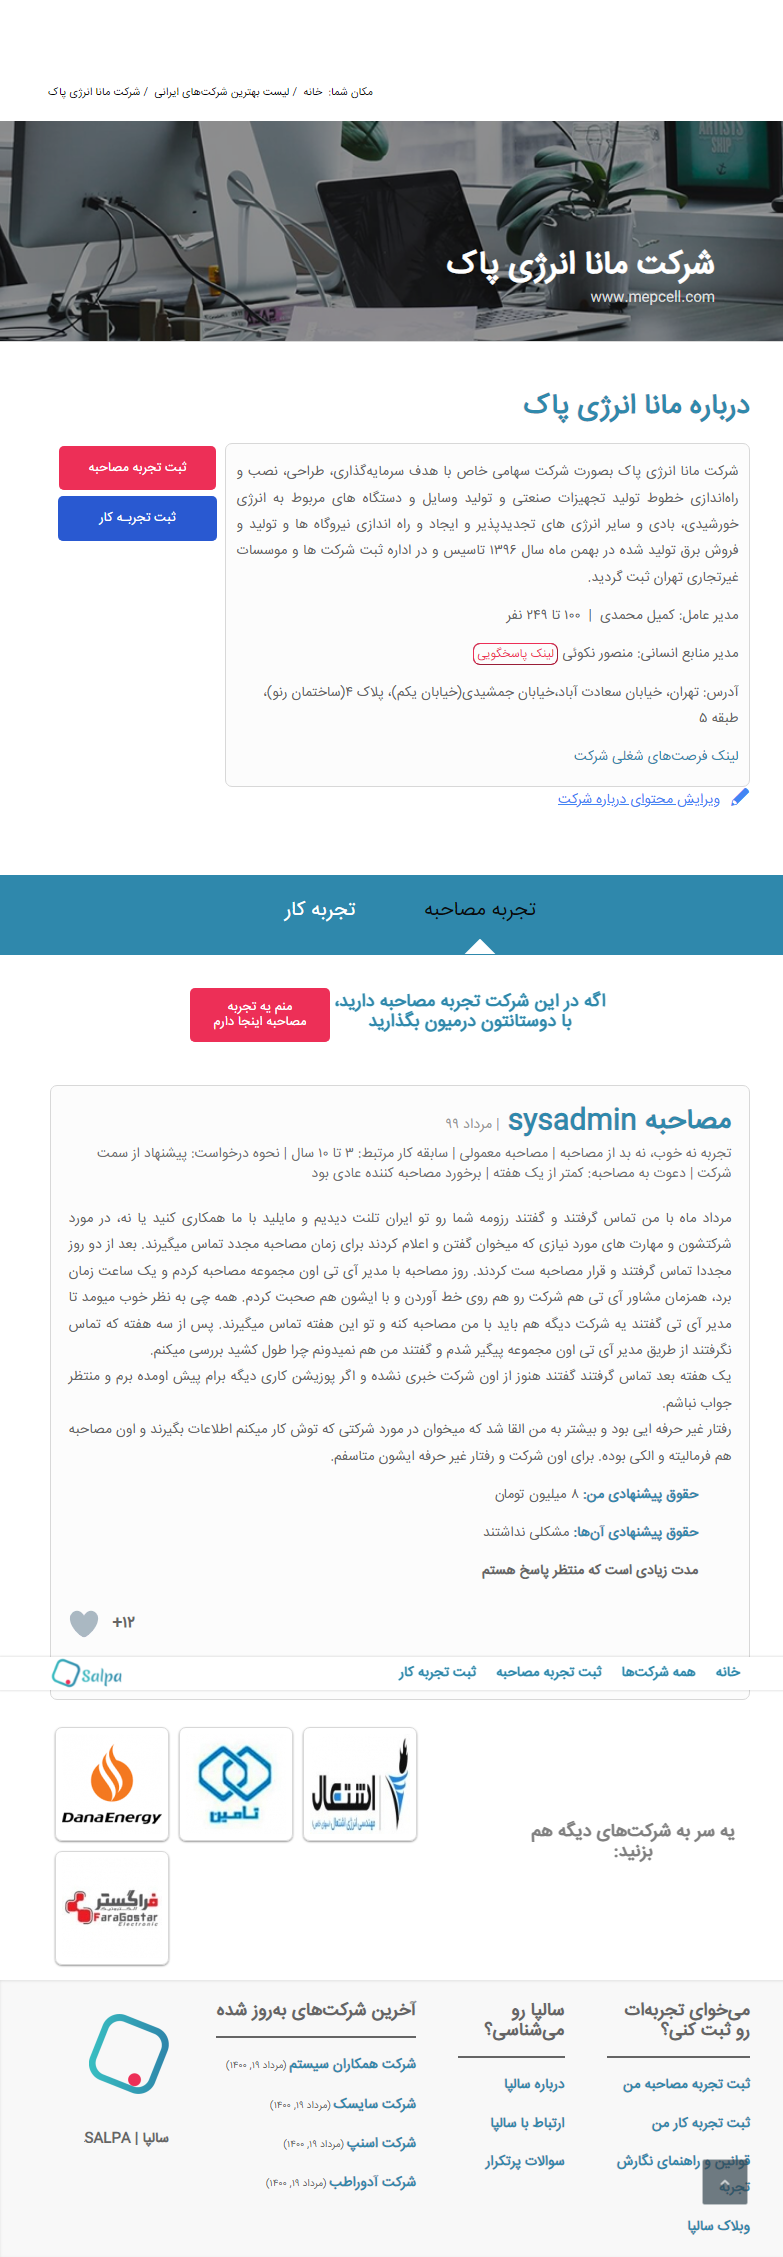 مکان شما: خانه / لیست بهترین شرکت‌های ایرانی / شرکت مانا انرژی پاک
ARTISTS
SHIP
شرکت مانا انرژی پاک
www.mepcell.com
درباره مانا انرژی پاک
ثبت تجربه مصاحبه
ثبت تجربـه کار
شرکت مانا انرژی پاک بصورت شرکت سهامی خاص با هدف سرمایه‌گذاری، طراحی، نصب و
راه‌اندازی خطوط تولید تجهیزات صنعتی و تولید وسایل و دستگاه های مربوط به انرژی
خورشیدی، بادی و سایر انرژی های تجدیدپذیر و ایجاد و راه اندازی نیروگاه ها و تولید و
فروش برق تولید شده در بهمن ماه سال ۱۳۹۶ تاسیس و در اداره ثبت شرکت ها و موسسات
غیرتجاری تهران ثبت گردید.
مدیر عامل: کمیل محمدی | ۱۰۰ تا ۲۴۹ نفر
مدیر منابع انسانی: منصور نکوئی لینک پاسخگویی
آدرس: تهران، خیابان سعادت آباد،خیابان جمشیدی(خیابان یکم)، پلاک ۴(ساختمان رنو)،
طبقه ۵
لینک فرصت‌های شغلی شرکت
ویرایش محتوای درباره شرکت
تجربه مصاحبه
تجربه کار
اگه در این شرکت تجربه مصاحبه دارید،
با دوستانتون درمیون بگذارید
منم یه تجربه
مصاحبه اینجا دارم
مصاحبه sysadmin | مرداد ۹۹
تجربه نه خوب، نه بد از مصاحبه | مصاحبه معمولی | سابقه کار مرتبط: ۳ تا ۱۰ سال | نحوه درخواست: پیشنهاد از سمت
شرکت | دعوت به مصاحبه: کمتر از یک هفته | برخورد مصاحبه کننده عادی بود
مرداد ماه با من تماس گرفتند و گفتند رزومه شما رو تو ایران تلنت دیدیم و مایلید با ما همکاری کنید یا نه، در مورد
شرکتشون و مهارت های مورد نیازی که میخوان گفتن و اعلام کردند برای زمان مصاحبه مجدد تماس میگیرند. بعد از دو روز
مجددا تماس گرفتند و قرار مصاحبه ست کردند. روز مصاحبه با مدیر آی تی اون مجموعه مصاحبه کردم و یک ساعت زمان
برد، همزمان مشاور آی تی هم شرکت رو هم روی خط آوردن و با ایشون هم صحبت کردم. همه چی به نظر خوب میومد تا
مدیر آی تی گفتند یه شرکت دیگه هم باید با من مصاحبه کنه و تو این هفته تماس میگیرند. پس از سه هفته که تماس
نگرفتند از طریق مدیر آی تی اون مجموعه پیگیر شدم و گفتند من هم نمیدونم چرا طول کشید بررسی میکنم.
یک هفته بعد تماس گرفتند گفتند هنوز از اون شرکت خبری نشده و اگر پوزیشن کاری دیگه برام پیش اومده برم و منتظر
جواب نباشم.
رفتار غیر حرفه ایی بود و بیشتر به من القا شد که میخوان در مورد شرکتی که توش کار میکنم اطلاعات بگیرند و اون مصاحبه
هم فرمالیته و الکی بوده. برای اون شرکت و رفتار غیر حرفه ایشون متاسفم.
حقوق پیشنهادی من: ۸ میلیون تومان
حقوق پیشنهادی آن‌ها: مشکلی نداشتند
مدت زیادی است که منتظر پاسخ هستم
+۱۲
خانه همه شرکت‌ها ثبت تجربه مصاحبه ثبت تجربه کار
Salpa
یه سر به شرکت‌های دیگه هم
بزنید:
اشتعال
مهندسی انرژی اشتعال
تامین
DanaEnergy
فراگستر
FaraGostar
Electronic
می‌خوای تجربه‌ات
رو ثبت کنی؟
ثبت تجربه مصاحبه من
ثبت تجربه کار من
قوانین و راهنمای نگارش
تجربه
وبلاگ سالپا
سالپا رو
می‌شناسی؟
درباره سالپا
ارتباط با سالپا
سوالات پرتکرار
آخرین شرکت‌های به‌روز شده
شرکت همکاران سیستم (مرداد ۱۹, ۱۴۰۰)
شرکت سایسک (مرداد ۱۹, ۱۴۰۰)
شرکت اسنپ (مرداد ۱۹, ۱۴۰۰)
شرکت آدوراطب (مرداد ۱۹, ۱۴۰۰)
سالپا | SALPA